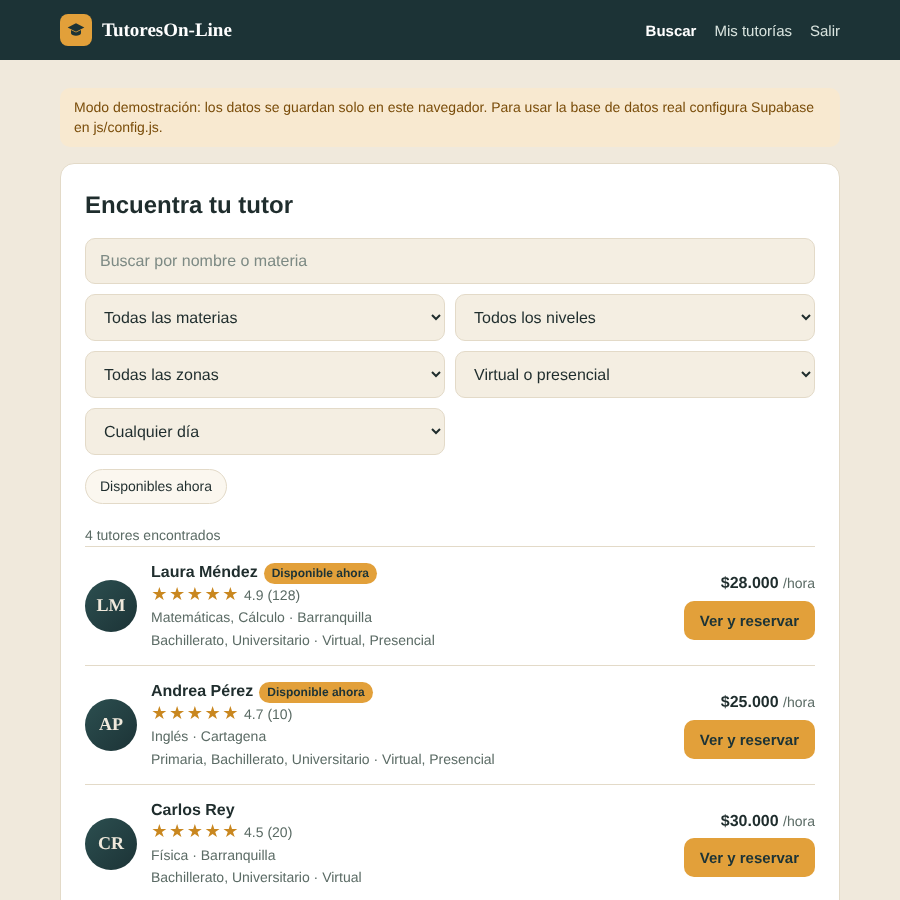 TutoresOn-Line
Buscar Mis tutorías Salir
Modo demostración: los datos se guardan solo en este navegador. Para usar la base de datos real configura Supabase
en js/config.js.
Encuentra tu tutor
Buscar por nombre o materia
Todas las materias Todos los niveles
Todas las zonas Virtual o presencial
Cualquier día
Disponibles ahora
4 tutores encontrados
LM
Laura Méndez Disponible ahora
★★★★★ 4.9 (128)
Matemáticas, Cálculo · Barranquilla
Bachillerato, Universitario · Virtual, Presencial
$28.000 /hora
Ver y reservar
AP
Andrea Pérez Disponible ahora
★★★★★ 4.7 (10)
Inglés · Cartagena
Primaria, Bachillerato, Universitario · Virtual, Presencial
$25.000 /hora
Ver y reservar
CR
Carlos Rey
★★★★★ 4.5 (20)
Física · Barranquilla
Bachillerato, Universitario · Virtual
$30.000 /hora
Ver y reservar